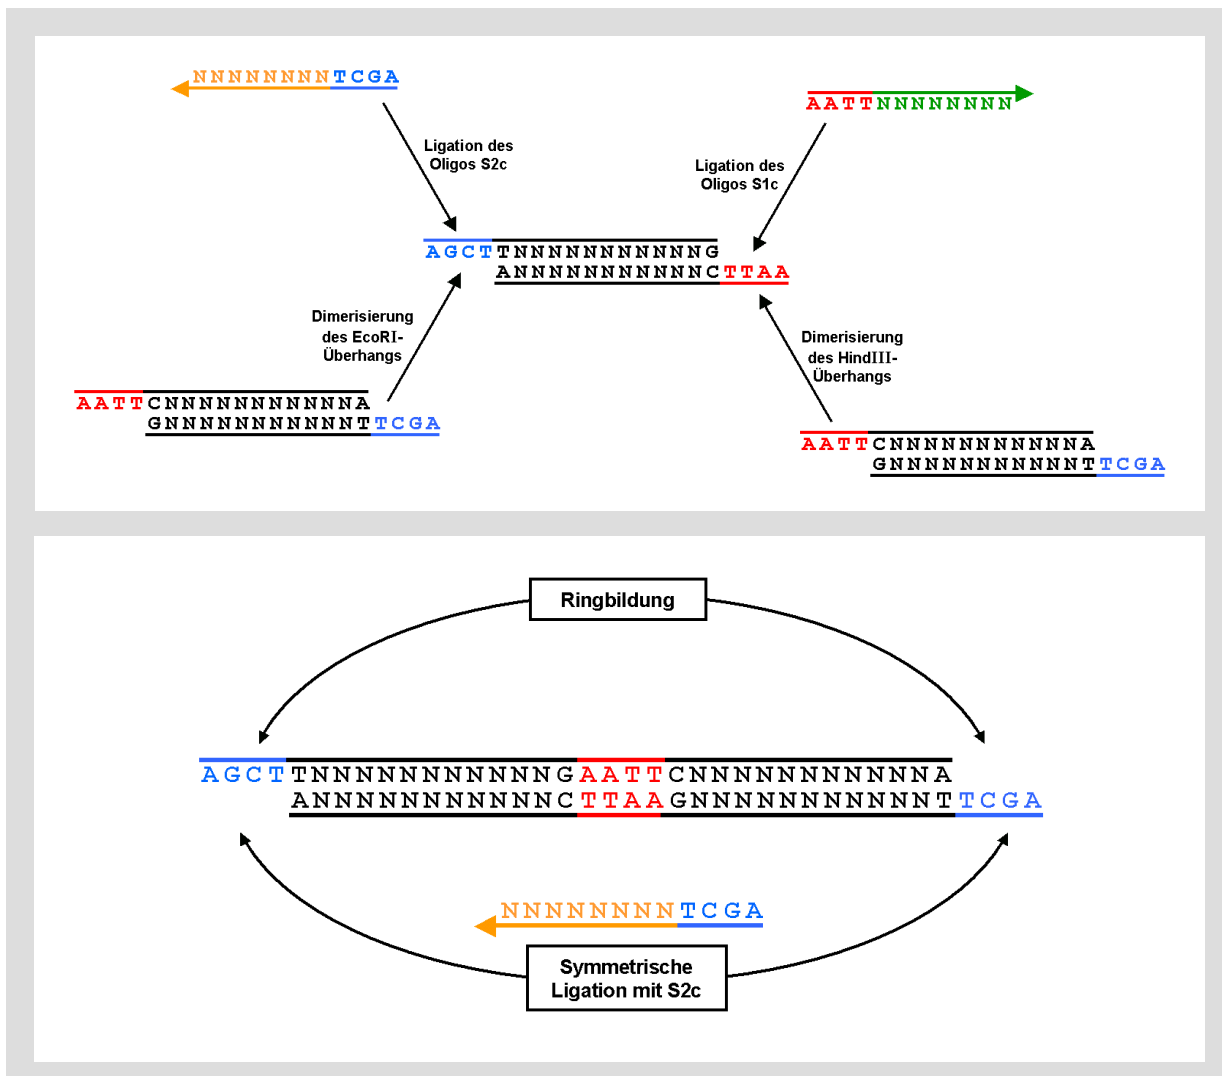 NNNNNNNNTCGA
AATTNNNNNNNN
Ligation des
Oligos S2c
Ligation des
Oligos S1c
AGCTTNNNNNNNNNNNG
ANNNNNNNNNNNCTTAA
Dimerisierung
des EcoRI-
Überhangs
Dimerisierung
des HindIII-
Überhangs
AATTCNNNNNNNNNNNA
GNNNNNNNNNNNTTCGA
AATTCNNNNNNNNNNNA
GNNNNNNNNNNNTTCGA
Ringbildung
AGCTTNNNNNNNNNNNGAATTCNNNNNNNNNNNA
ANNNNNNNNNNNCTTAAGNNNNNNNNNNNTTCGA
NNNNNNNNTCGA
Symmetrische
Ligation mit S2c